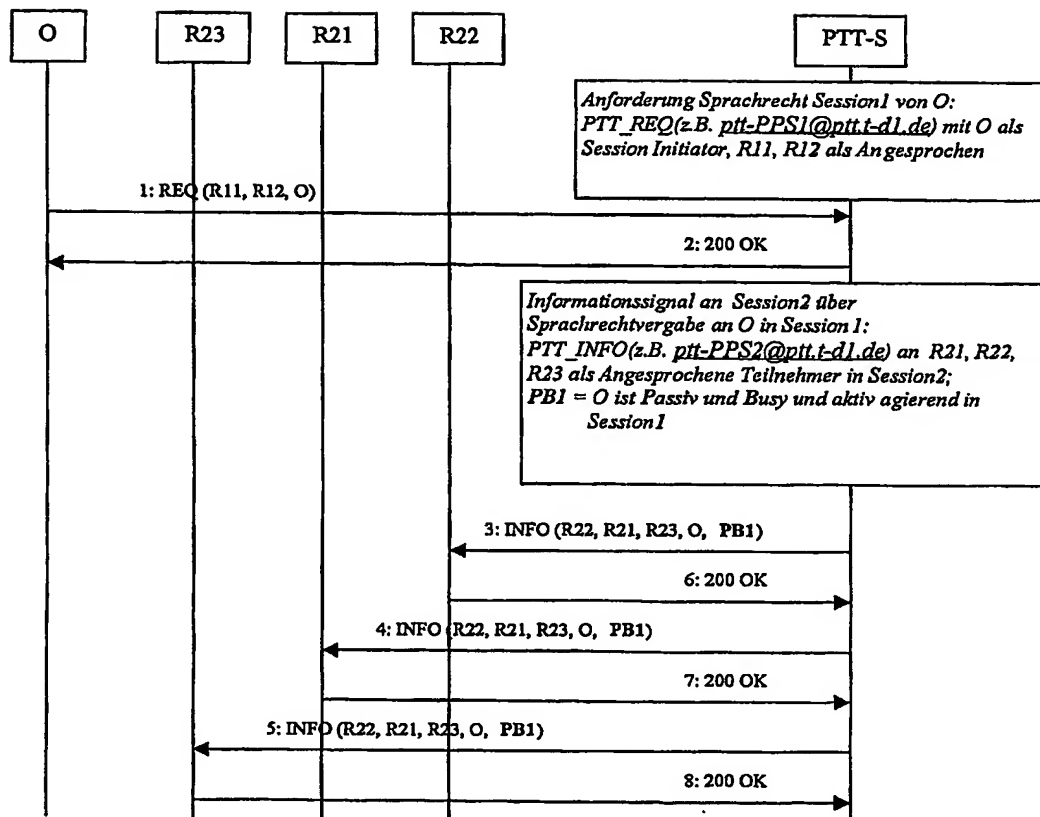 O
R23
R21
R22
PTT-S
Anforderung Sprachrecht Session1 von O:
PTT_REQ(z.B. ptt-PPS1@ptt.t-d1.de) mit O als
Session Initiator, R11, R12 als Angesprochen
1: REQ (R11, R12, O)
2: 200 OK
Informationssignal an Session2 über
Sprachrechtvergabe an O in Session 1:
PTT_INFO(z.B. ptt-PPS2@ptt.t-d1.de) an R21, R22,
R23 als Angesprochene Teilnehmer in Session2;
PB1 = O ist Passiv und Busy und aktiv agierend in
Session1
3: INFO (R22, R21, R23, O, PB1)
6: 200 OK
4: INFO (R22, R21, R23, O, PB1)
7: 200 OK
5: INFO (R22, R21, R23, O, PB1)
8: 200 OK